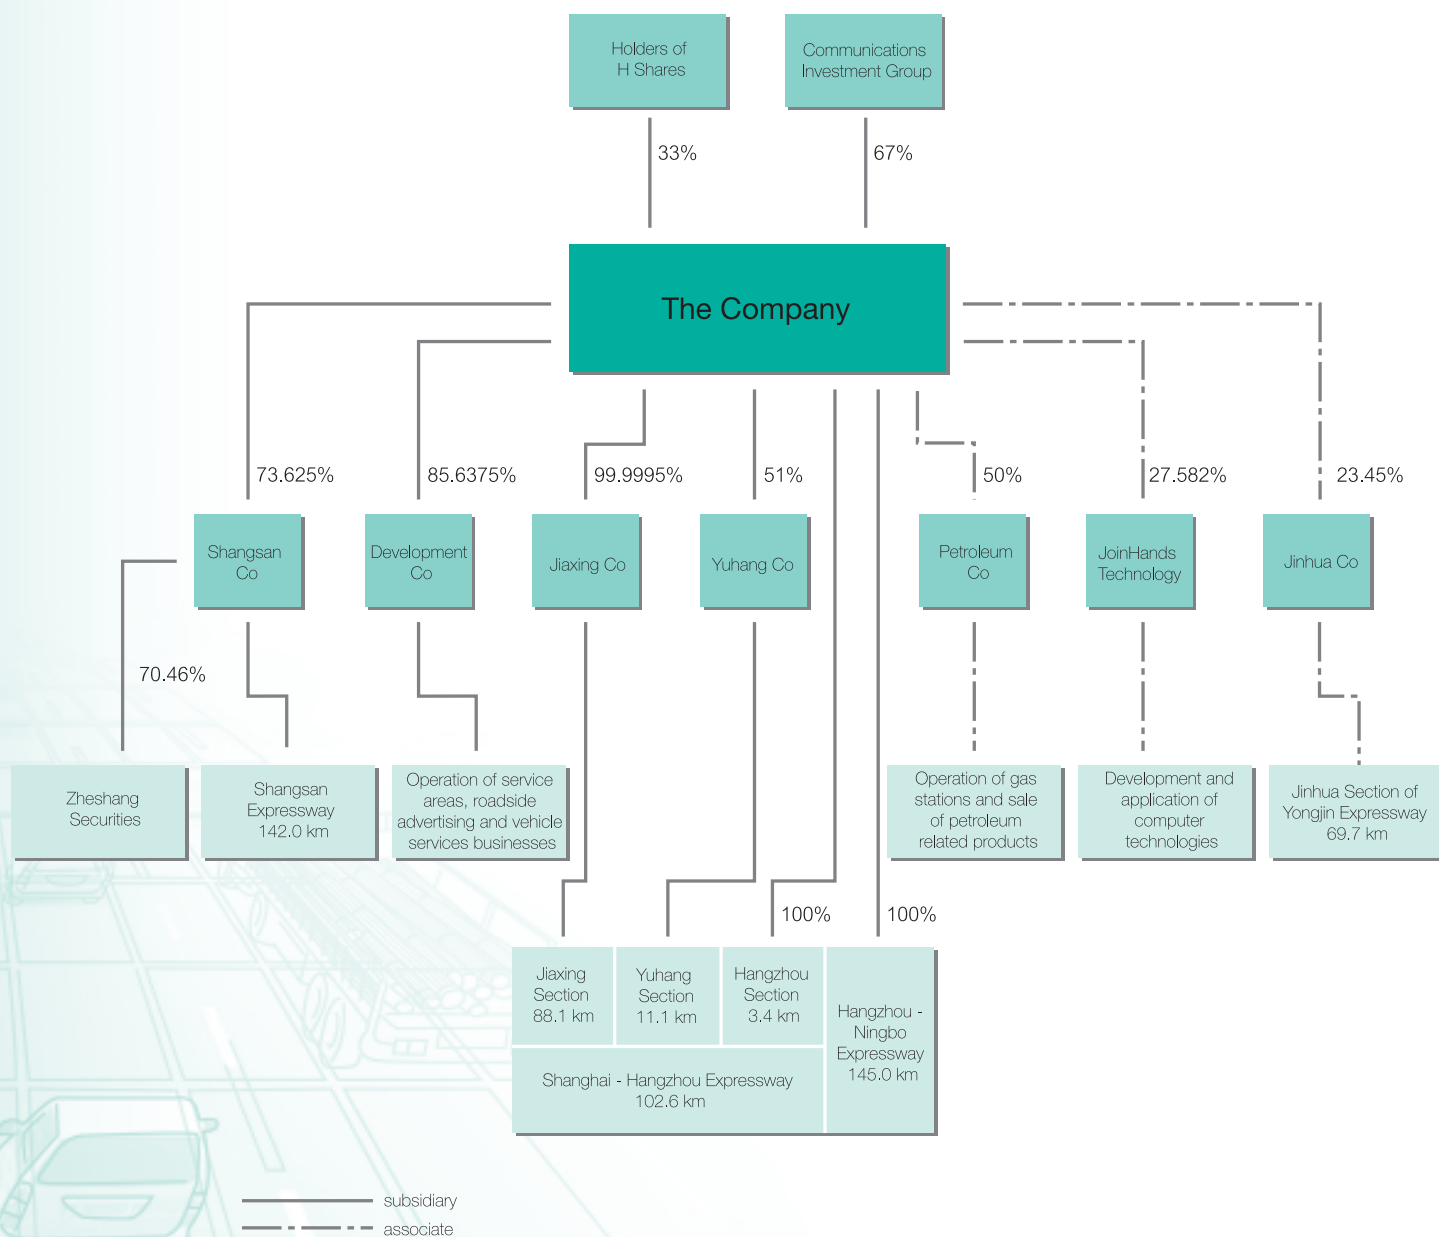 Holders of
H Shares
Communications
Investment Group
33%
67%
The Company
73.625%
85.6375%
99.9995%
51%
50%
27.582%
23.45%
Shangsan
Co
Development
Co
Jiaxing Co
Yuhang Co
Petroleum
Co
JoinHands
Technology
Jinhua Co
70.46%
Zheshang
Securities
Shangsan
Expressway
142.0 km
Operation of service
areas, roadside
advertising and vehicle
services businesses
Operation of gas
stations and sale
of petroleum
related products
Development and
application of
computer
technologies
Jinhua Section of
Yongjin Expressway
69.7 km
100%
100%
Jiaxing
Section
88.1 km
Yuhang
Section
11.1 km
Hangzhou
Section
3.4 km
Hangzhou -
Ningbo
Expressway
145.0 km
Shanghai - Hangzhou Expressway
102.6 km
subsidiary
associate